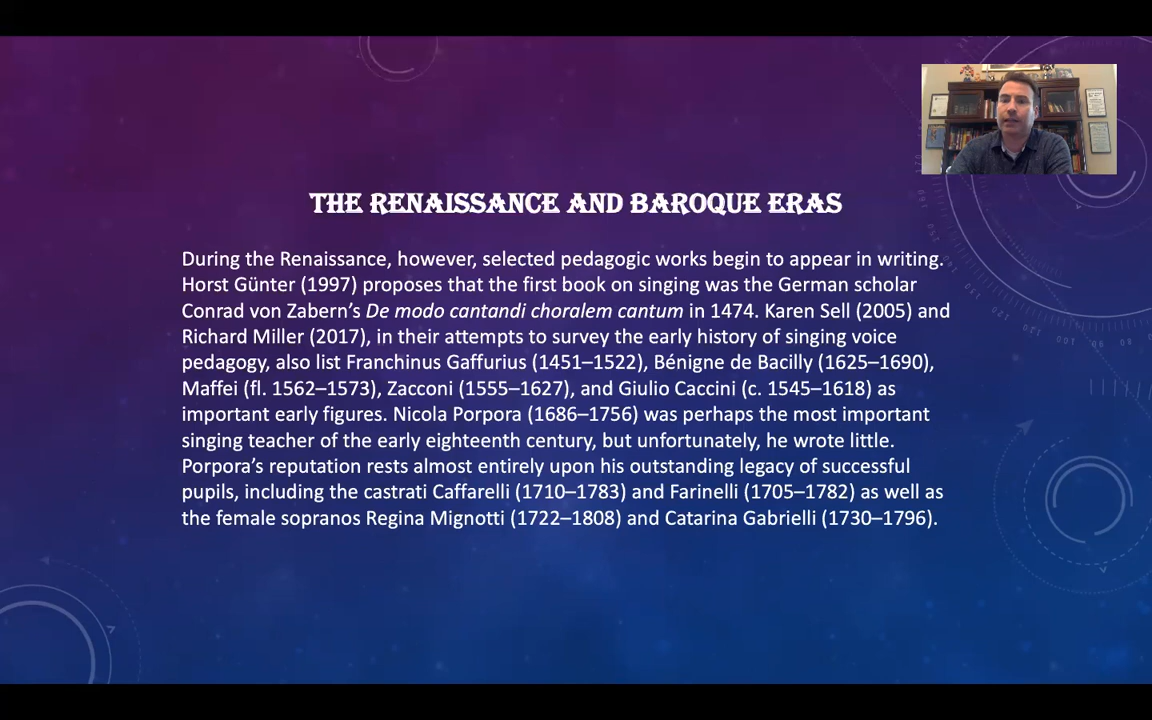 THE RENAISSANCE AND BAROQUE ERAS
During the Renaissance, however, selected pedagogic works begin to appear in writing.
Horst Günter (1997) proposes that the first book on singing was the German scholar
Conrad von Zabern’s De modo cantandi choralem cantum in 1474. Karen Sell (2005) and
Richard Miller (2017), in their attempts to survey the early history of singing voice
pedagogy, also list Franchinus Gaffurius (1451–1522), Bénigne de Bacilly (1625–1690),
Maffei (fl. 1562–1573), Zacconi (1555–1627), and Giulio Caccini (c. 1545–1618) as
important early figures. Nicola Porpora (1686–1756) was perhaps the most important
singing teacher of the early eighteenth century, but unfortunately, he wrote little.
Porpora’s reputation rests almost entirely upon his outstanding legacy of successful
pupils, including the castrati Caffarelli (1710–1783) and Farinelli (1705–1782) as well as
the female sopranos Regina Mignotti (1722–1808) and Catarina Gabrielli (1730–1796).